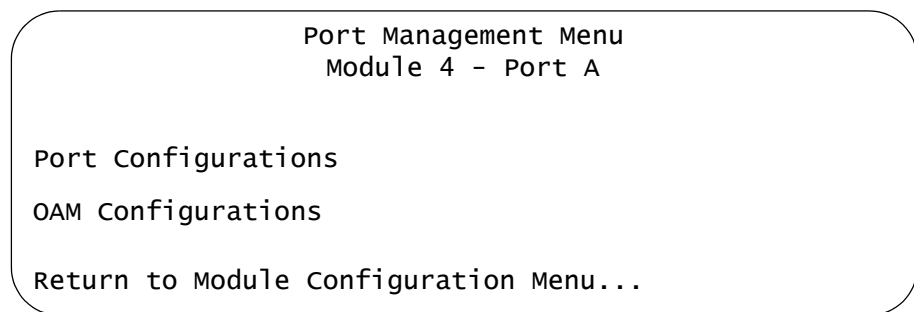 Port Management Menu
Module 4 - Port A
Port Configurations
OAM Configurations
Return to Module Configuration Menu...